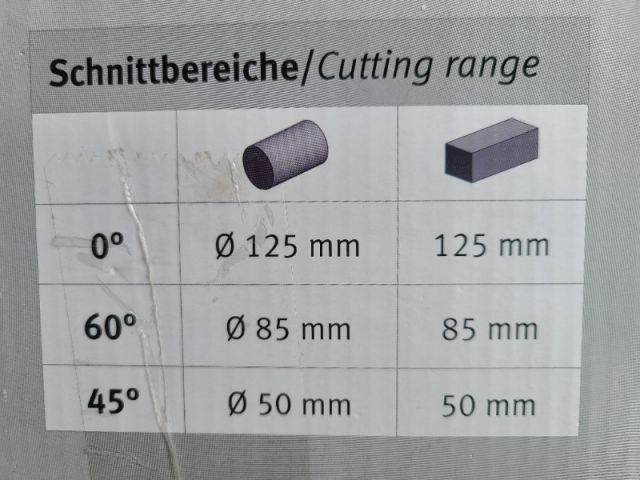 Schnittbereiche/Cutting range
0° Ø 125 mm 125 mm
60° Ø 85 mm 85 mm
45° Ø 50 mm 50 mm